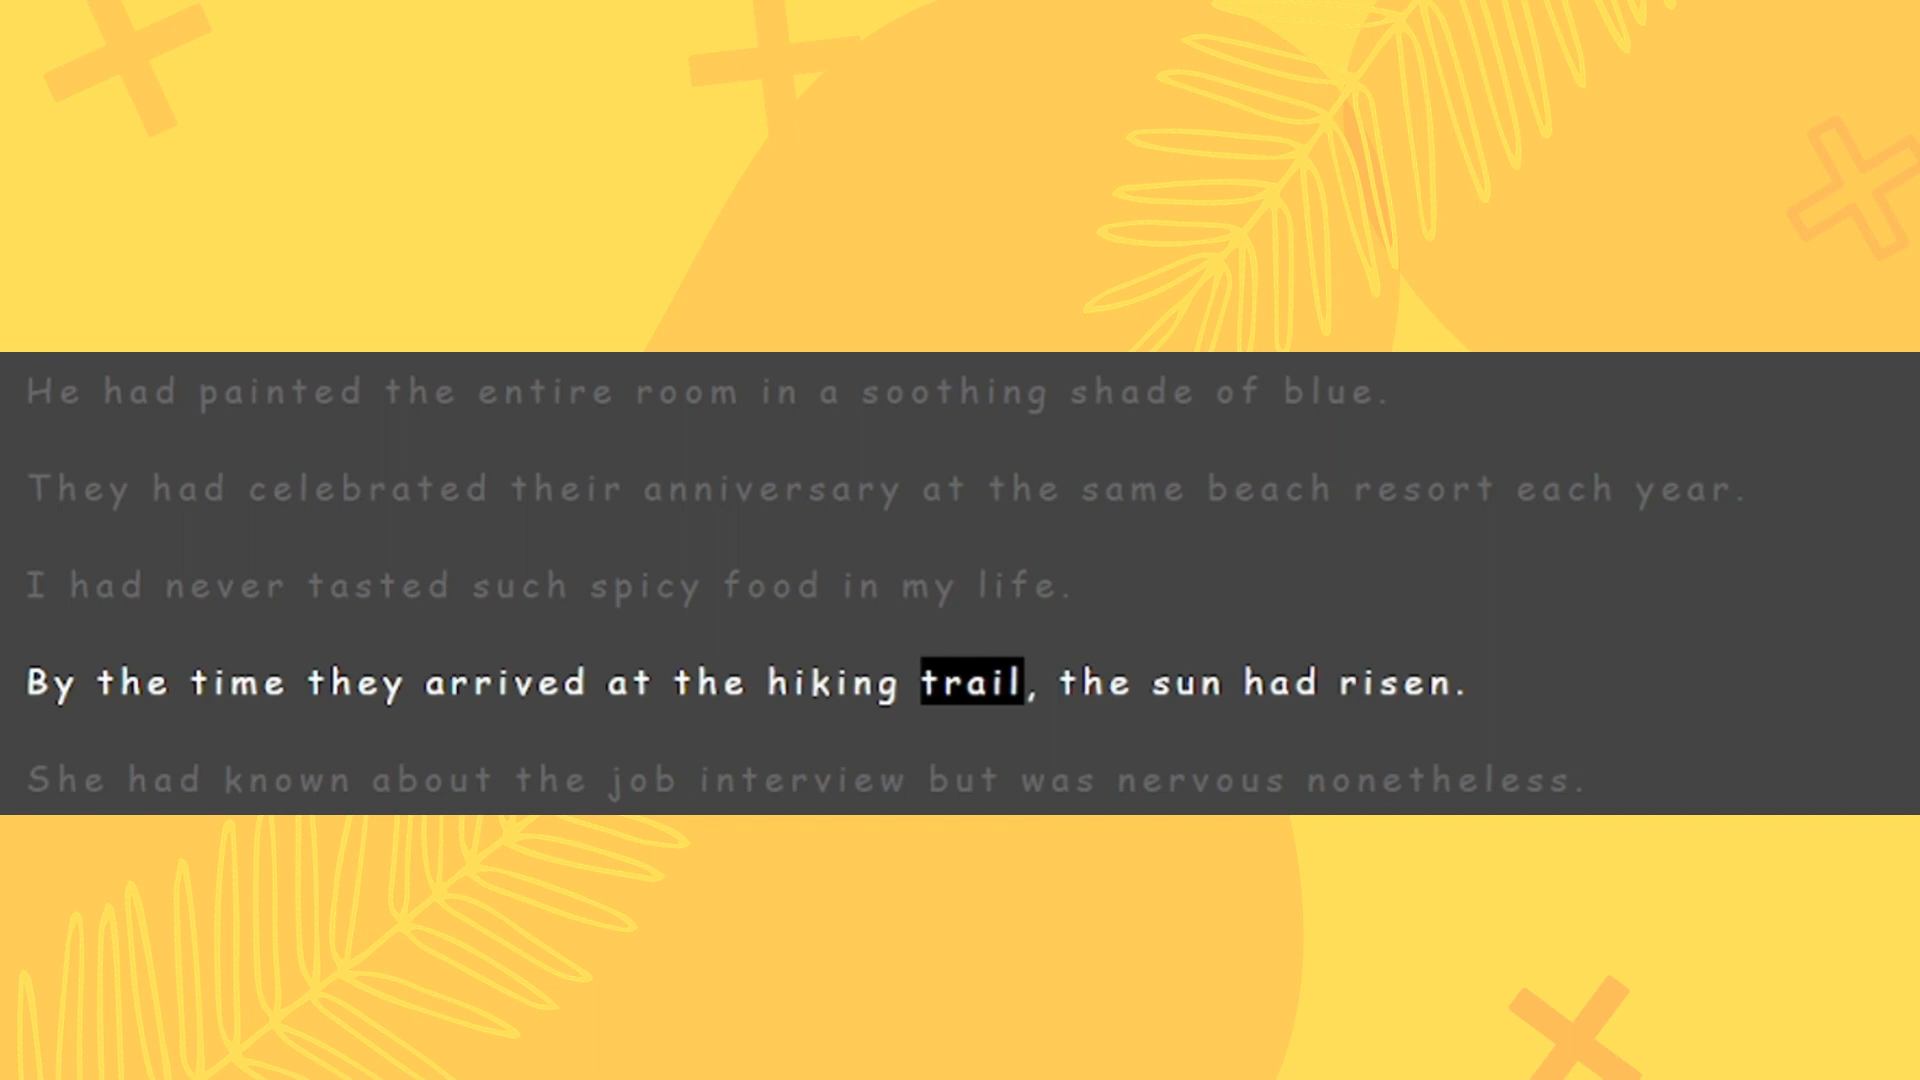 He had painted the entire room in a soothing shade of blue.
They had celebrated their anniversary at the same beach resort each year.
I had never tasted such spicy food in my life.
By the time they arrived at the hiking trail, the sun had risen.
She had known about the job interview but was nervous nonetheless.